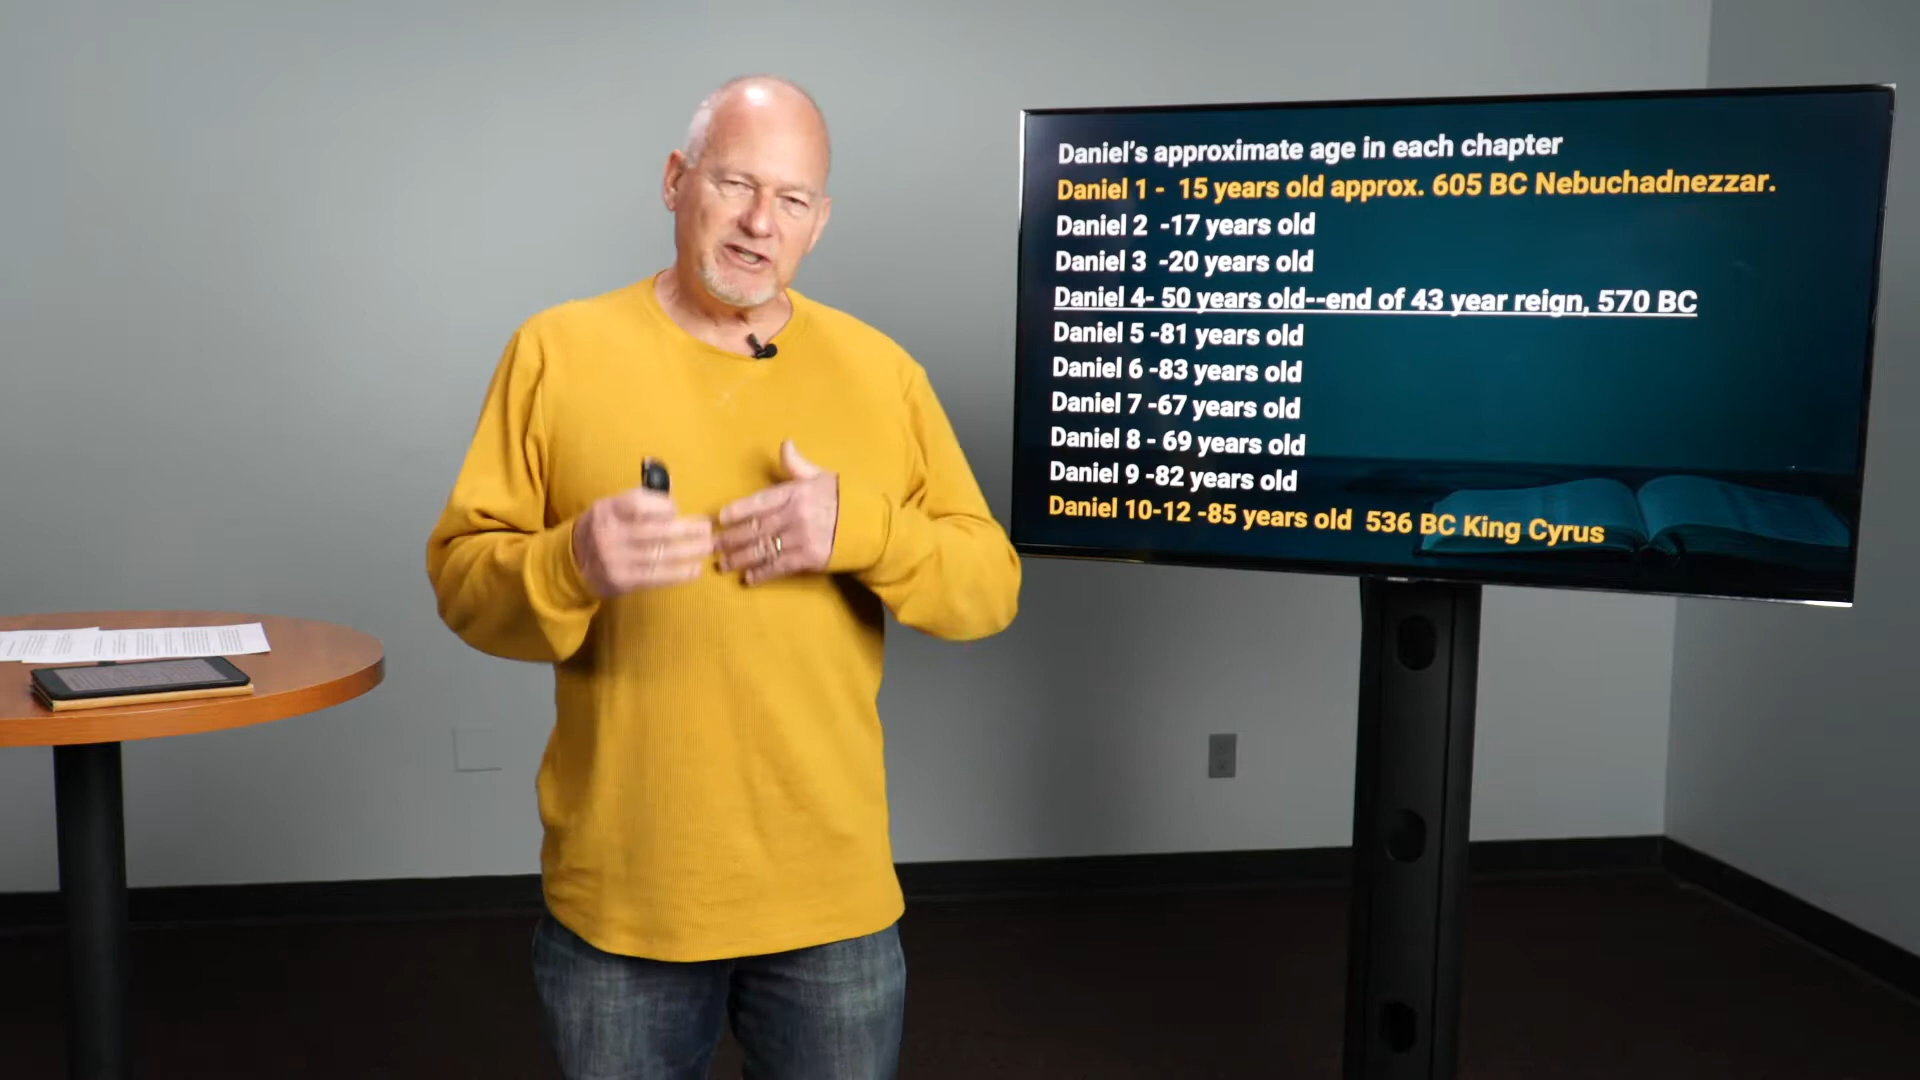 Daniel's approximate age in each chapter
Daniel 1 - 15 years old approx. 605 BC Nebuchadnezzar.
Daniel 2 -17 years old
Daniel 3 -20 years old
Daniel 4- 50 years old--end of 43 year reign, 570 BC
Daniel 5 -81 years old
Daniel 6 -83 years old
Daniel 7 -67 years old
Daniel 8 - 69 years old
Daniel 9 -82 years old
Daniel 10-12 -85 years old 536 BC King Cyrus